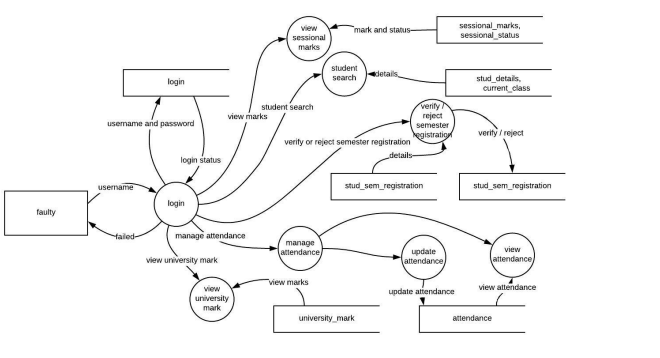 view
sessional
marks
mark and status
sessional_marks,
sessional_status
student
search
details
stud_details,
current_class
login
username and password
view marks
student search
verify /
reject
semester
registration
verify / reject
login status
verify or reject semester registration
details
stud_sem_registration
stud_sem_registration
username
login
faulty
failed
manage attendance
manage
attendance
view university mark
update
attendance
view
attendance
view
university
mark
view marks
update attendance
view attendance
university_mark
attendance